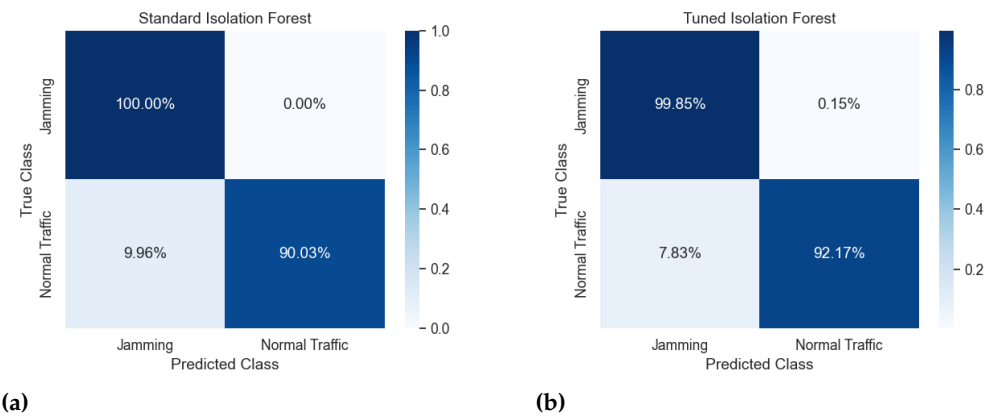 Standard Isolation Forest
Jamming
Normal Traffic
True Class
100.00%
0.00%
9.96%
90.03%
1.0
0.8
0.6
0.4
0.2
0.0
Jamming
Normal Traffic
Predicted Class
(a)
Tuned Isolation Forest
Jamming
Normal Traffic
True Class
99.85%
0.15%
7.83%
92.17%
0.8
0.6
0.4
0.2
Jamming
Normal Traffic
Predicted Class
(b)